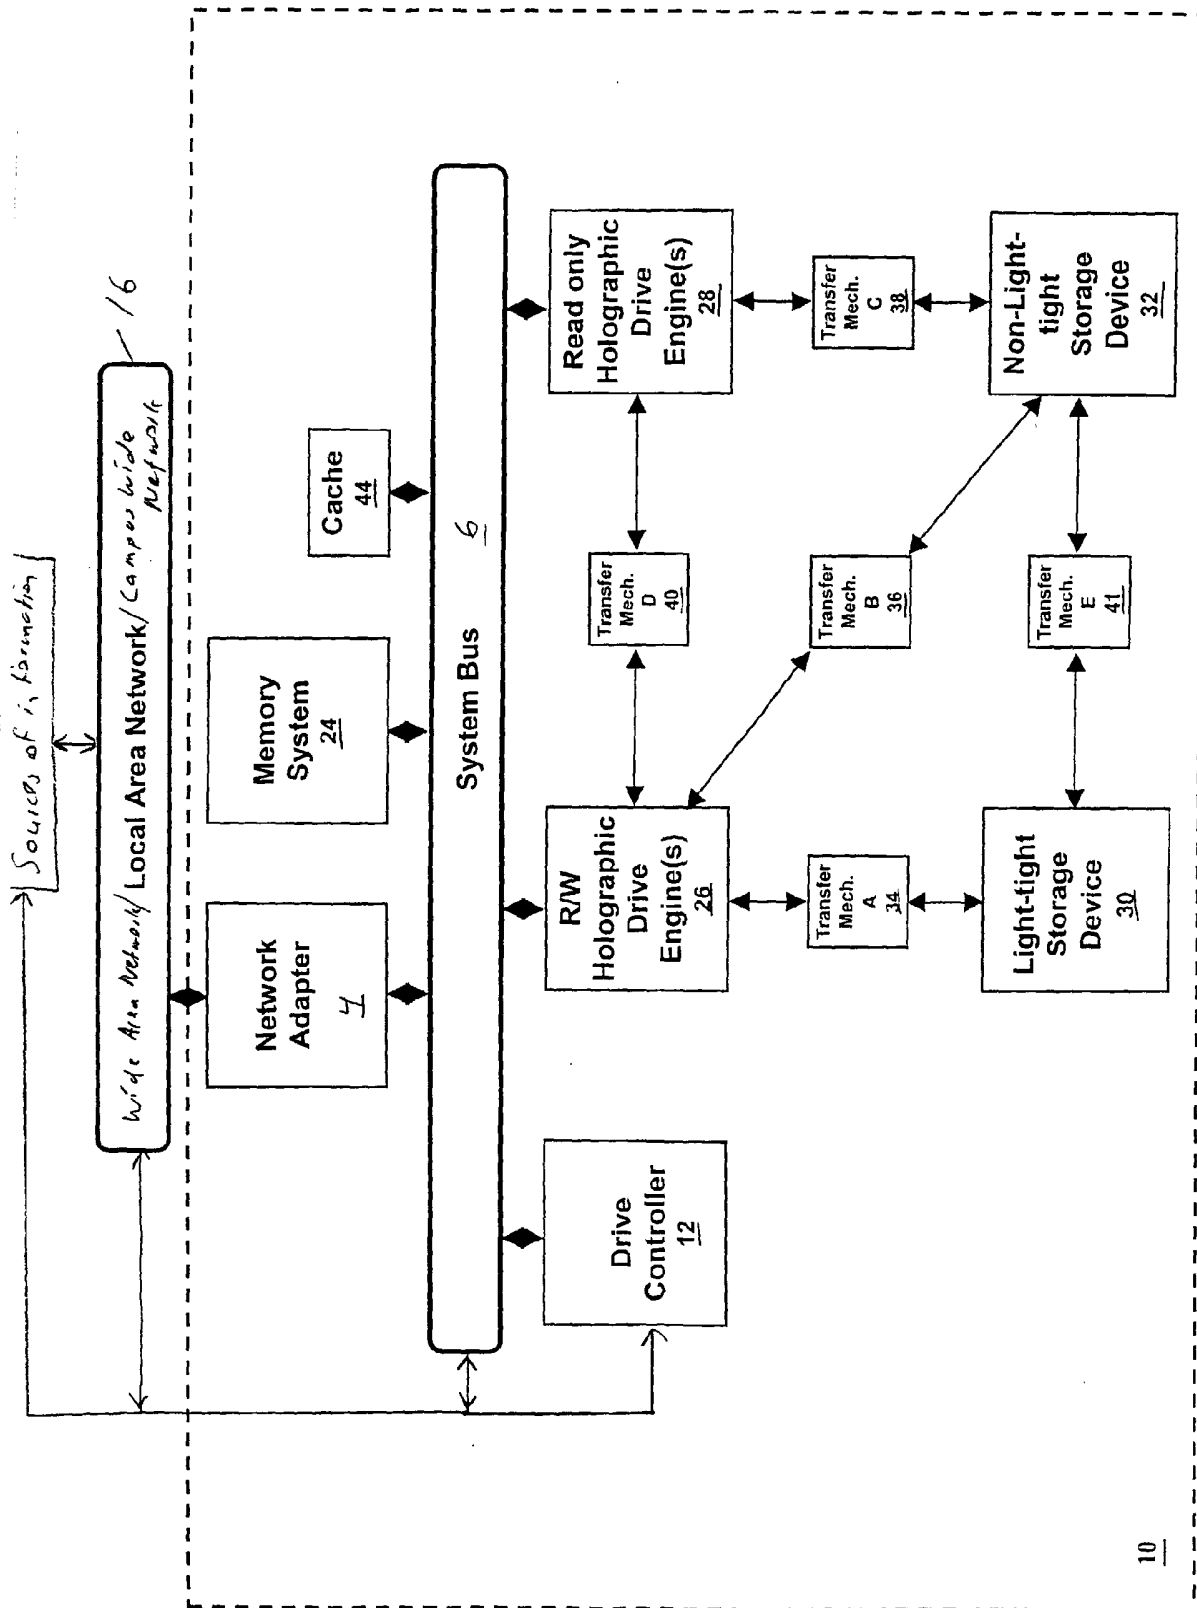 Sources of information
Wide Area Network/Local Area Network/Campus Wide
Network
16
Network
Adapter
4
Memory
System
24
Cache
44
System Bus
6
Drive
Controller
12
R/W
Holographic
Drive
Engine(s)
26
Transfer
Mech.
D
40
Read only
Holographic
Drive
Engine(s)
28
Transfer
Mech.
A
34
Transfer
Mech.
B
36
Transfer
Mech.
C
38
Light-tight
Storage
Device
30
Transfer
Mech.
E
41
Non-Light-
tight
Storage
Device
32
10